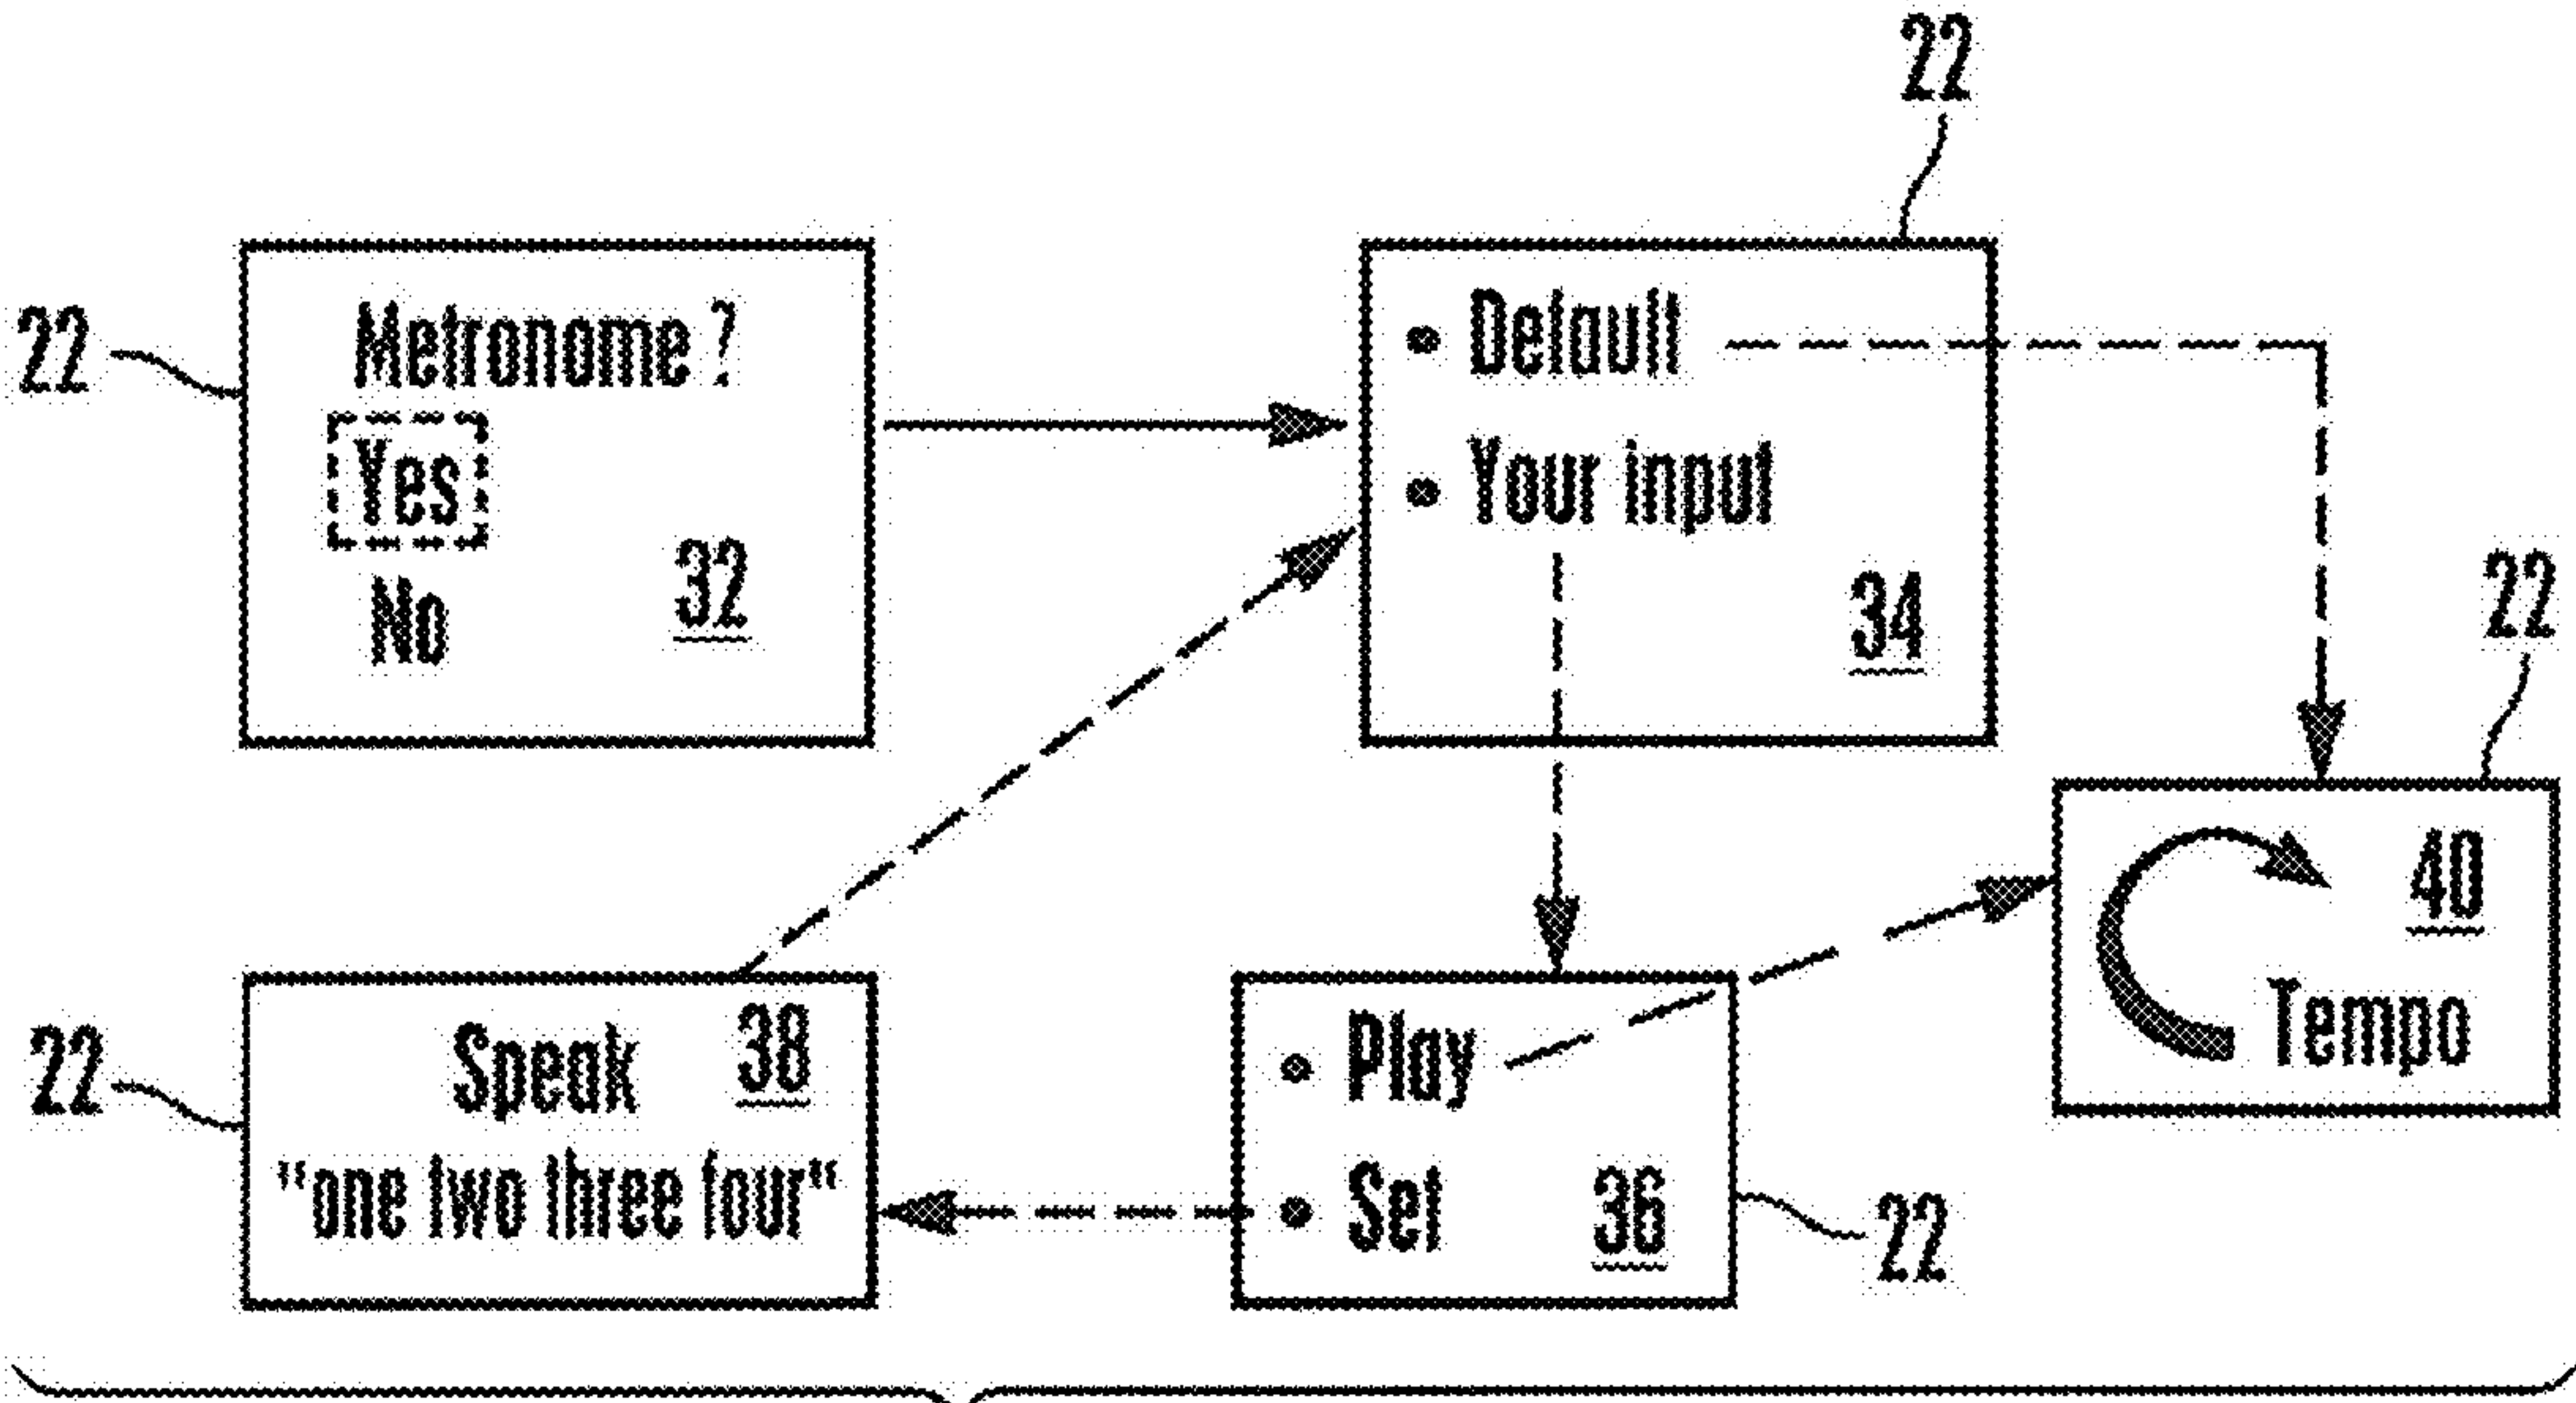 22
22
Metronome ?
Yes
No
32
• Default
• Your input
34
22
40
Tempo
22
Speak 38
"one two three four"
• Play
• Set
36
22